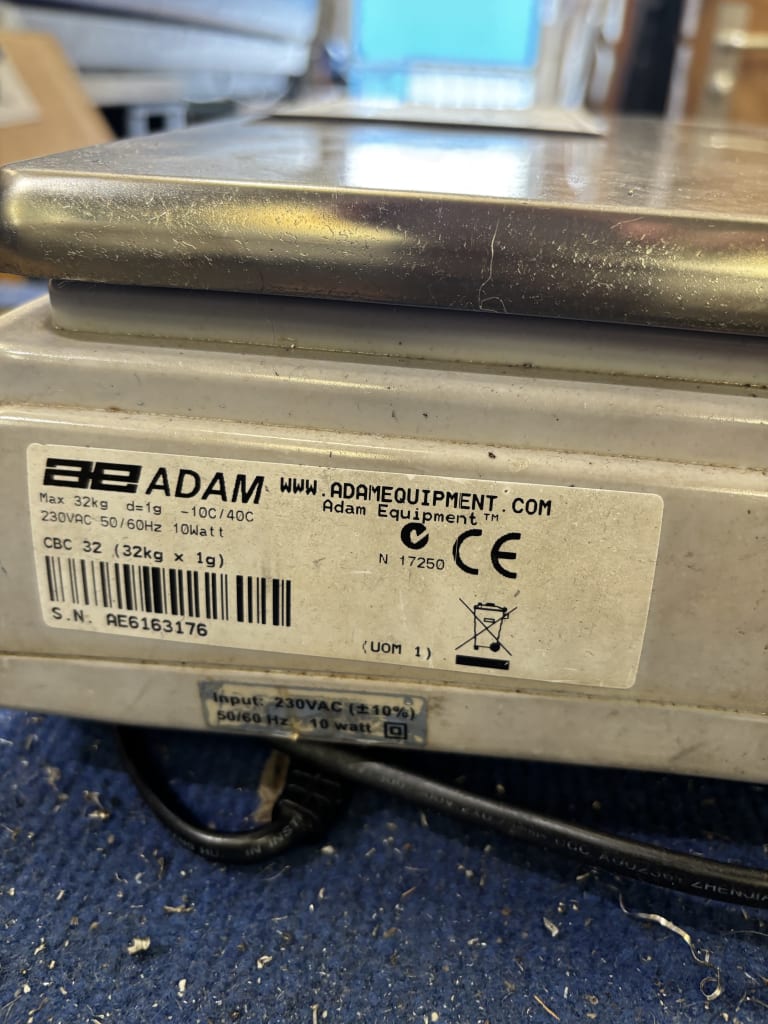 ae ADAM
WWW.ADAMEQUIPMENT.COM
Adam Equipment™
Max 32kg d=1g -10C/40C
230VAC 50/60Hz 10Watt
N 17250
CE
CBC 32 (32kg x 1g)
S.N. AE6163176
(UOM 1)
Input: 230VAC (±10%)
50/60 Hz 10 watt